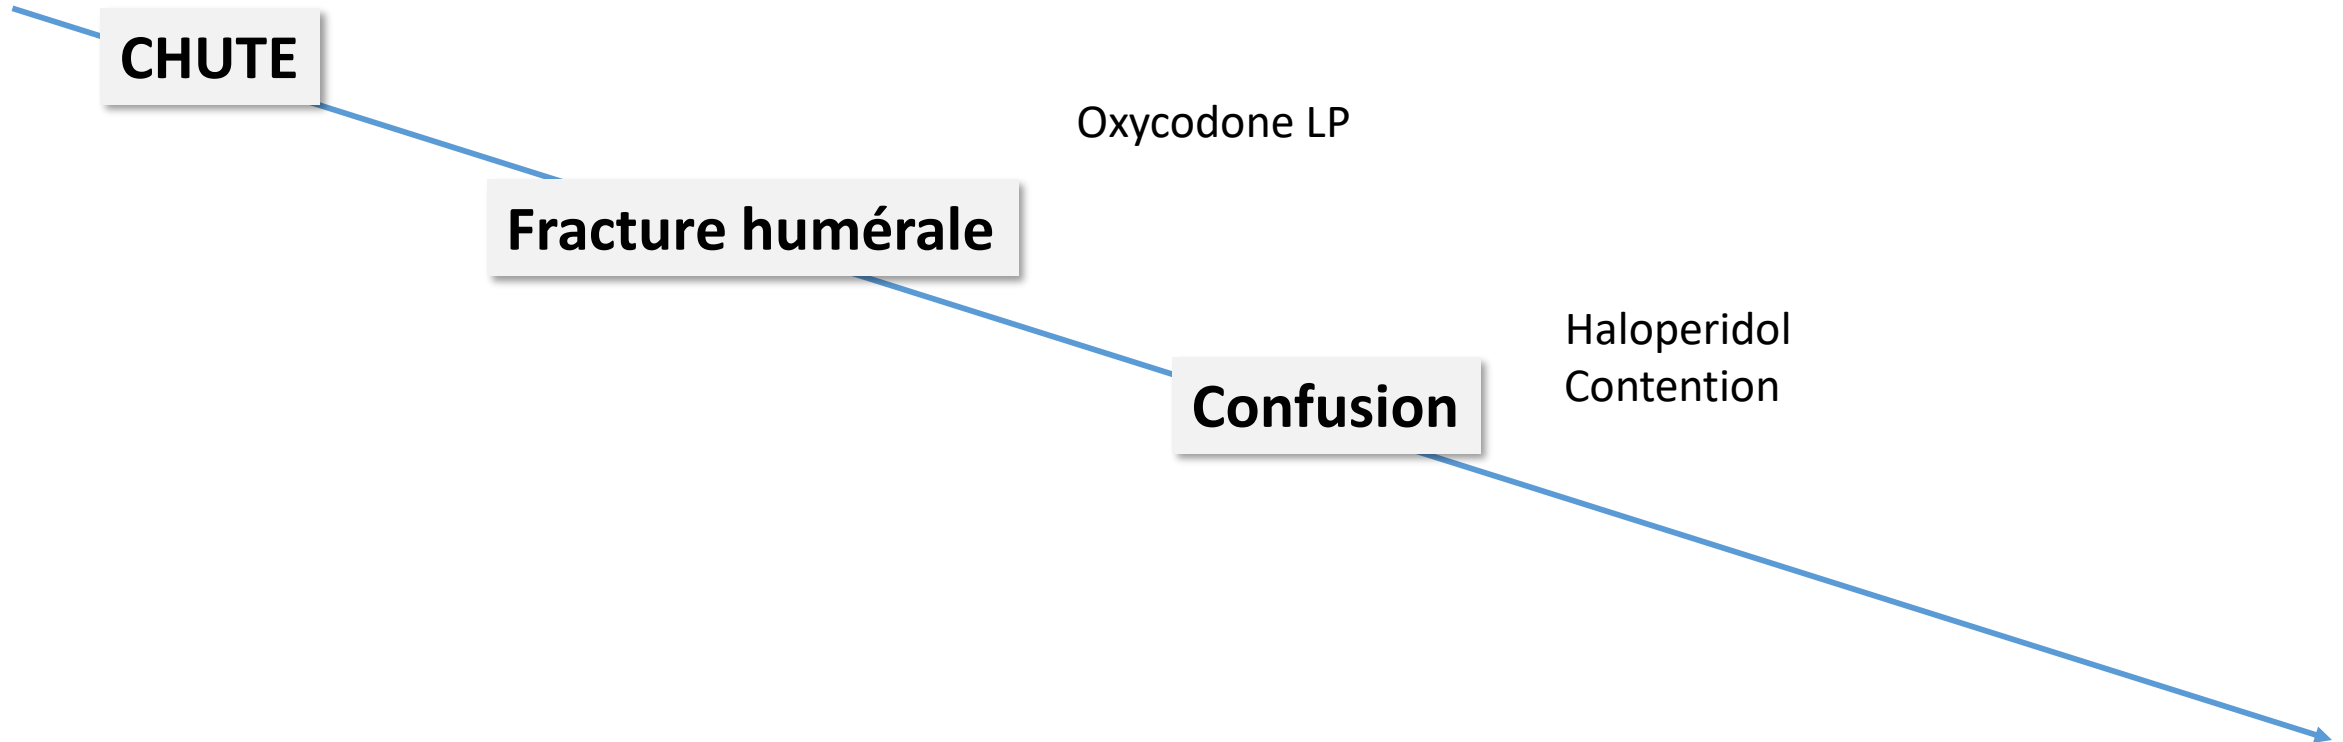 CHUTE
Oxycodone LP
Fracture humérale
Haloperidol
Contention
Confusion